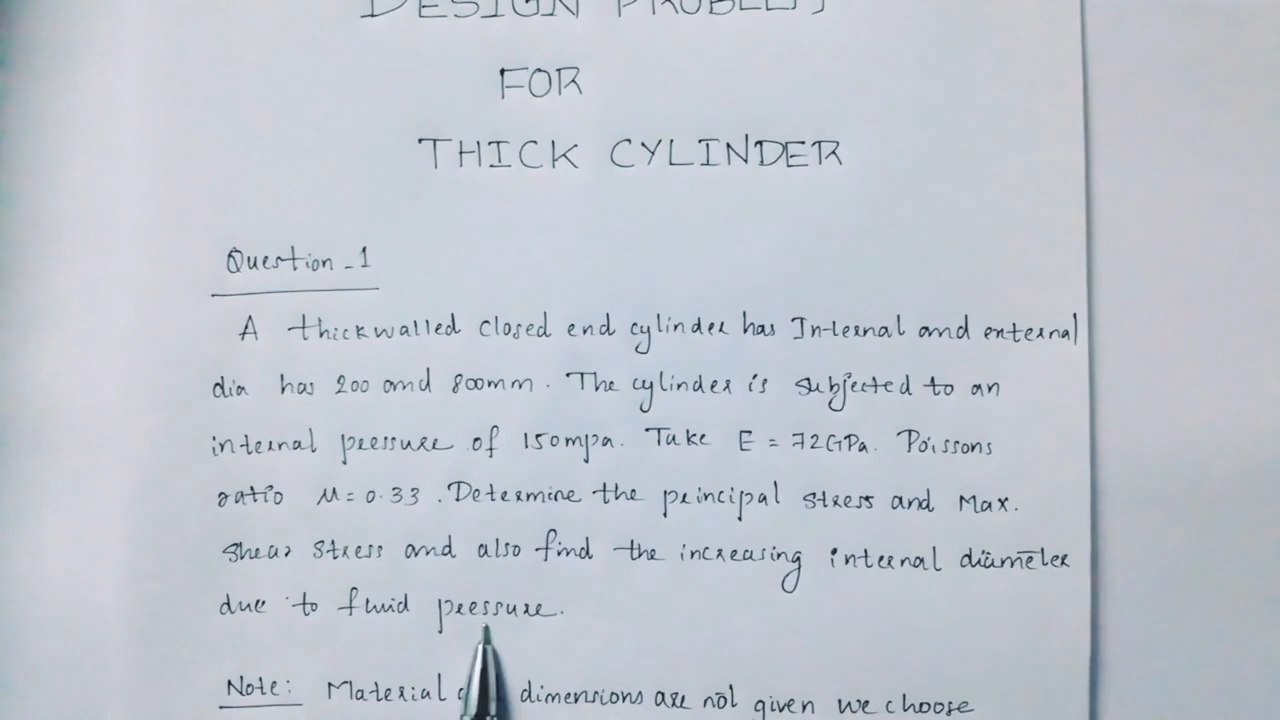 DESIGN PROBLEM
FOR
THICK CYLINDER
Question_1
A thickwalled closed end cylinder has Internal and external
dia has 200 and 800mm. The cylinder is subjected to an
internal pressure of 150mpa. Take E = 72GPa. Poissons
ratio μ= 0.33. Determine the principal stress and Max.
Shear Stress and also find the increasing internal diameter
due to fluid pressure.
Note: Material dimensions are not given we choose